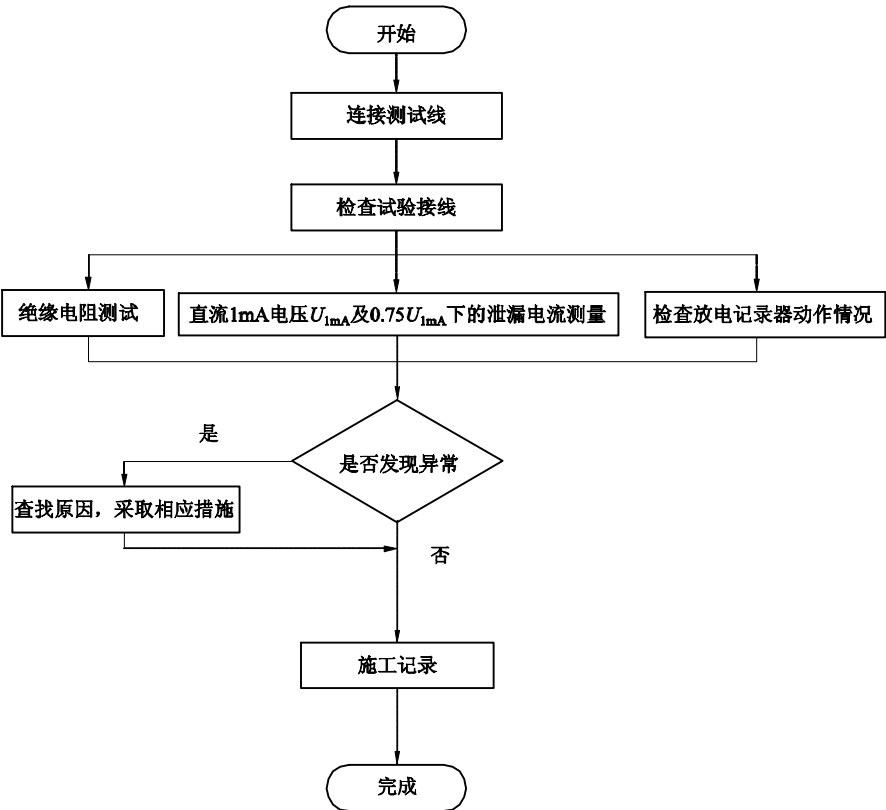 开始
连接测试线
检查试验接线
绝缘电阻测试
直流1mA电压U1mA及0.75U1mA下的泄漏电流测量
检查放电记录器动作情况
是否发现异常
是
查找原因，采取相应措施
否
施工记录
完成